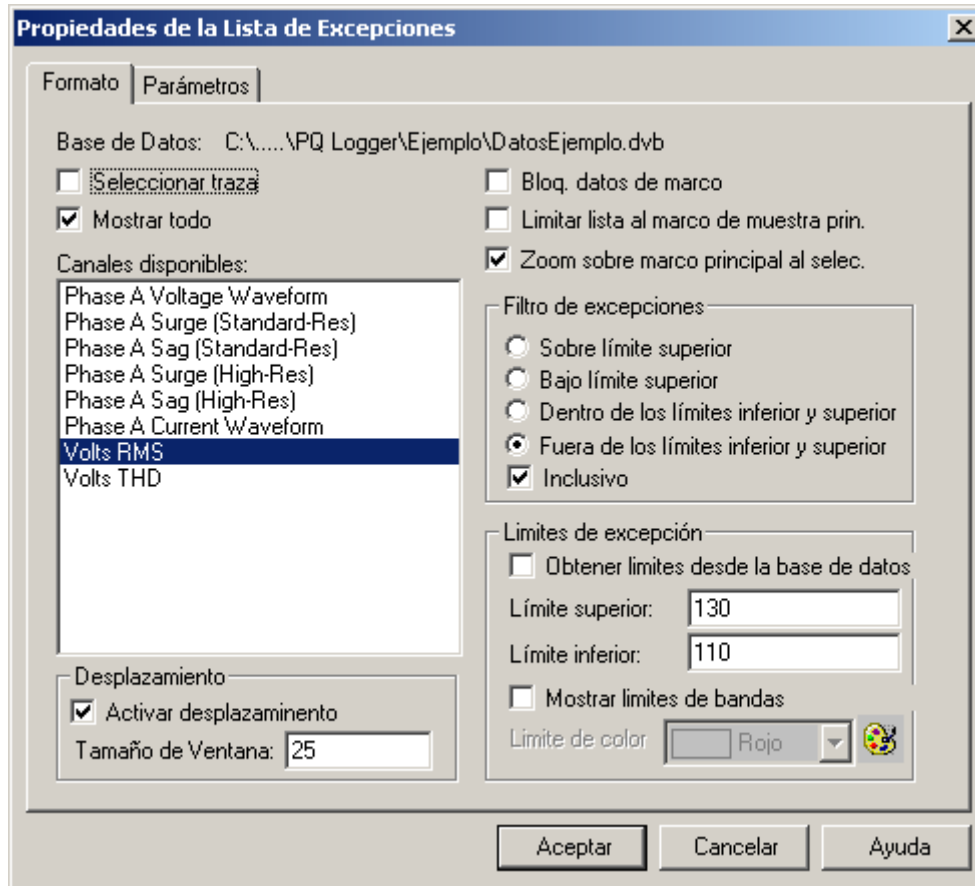 Propiedades de la Lista de Excepciones
Formato
Parámetros
Base de Datos: C:\.....\PQ Logger\Ejemplo\DatosEjemplo.dvb
Seleccionar traza
Mostrar todo
Canales disponibles:
Phase A Voltage Waveform
Phase A Surge (Standard-Res)
Phase A Sag (Standard-Res)
Phase A Surge (High-Res)
Phase A Sag (High-Res)
Phase A Current Waveform
Volts RMS
Volts THD
Desplazamiento
Activar desplazaminento
Tamaño de Ventana: 25
Bloq. datos de marco
Limitar lista al marco de muestra prin.
Zoom sobre marco principal al selec.
Filtro de excepciones
Sobre límite superior
Bajo límite superior
Dentro de los límites inferior y superior
Fuera de los límites inferior y superior
Inclusivo
Limites de excepción
Obtener limites desde la base de datos
Límite superior: 130
Límite inferior: 110
Mostrar limites de bandas
Limite de color Rojo
Aceptar
Cancelar
Ayuda